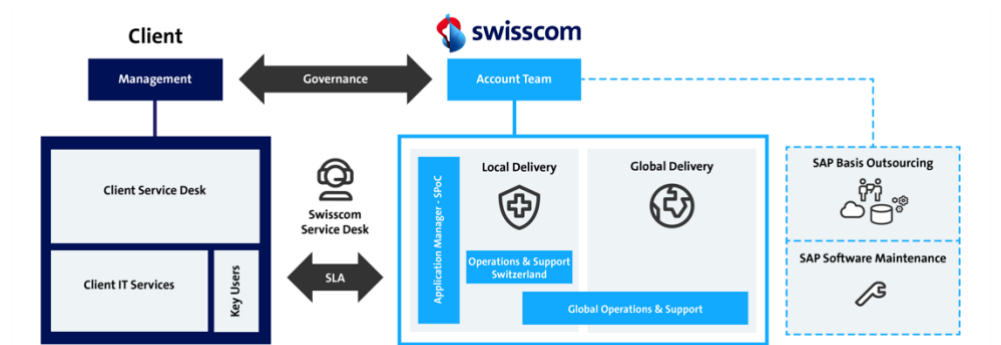 Client
swisscom
Management
Governance
Account Team
Client Service Desk
Client IT Services
Key Users
Swisscom
Service Desk
SLA
Application Manager - SPoC
Local Delivery
Operations & Support
Switzerland
Global Delivery
Global Operations & Support
SAP Basis Outsourcing
SAP Software Maintenance